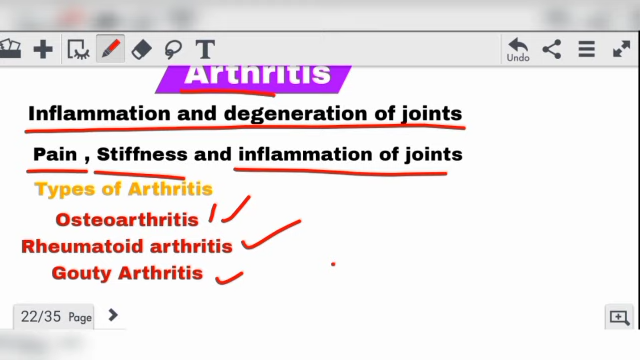 T
Undo
Arthritis
Inflammation and degeneration of joints
Pain , Stiffness and inflammation of joints
Types of Arthritis
Osteoarthritis
Rheumatoid arthritis
Gouty Arthritis
22/35 Page